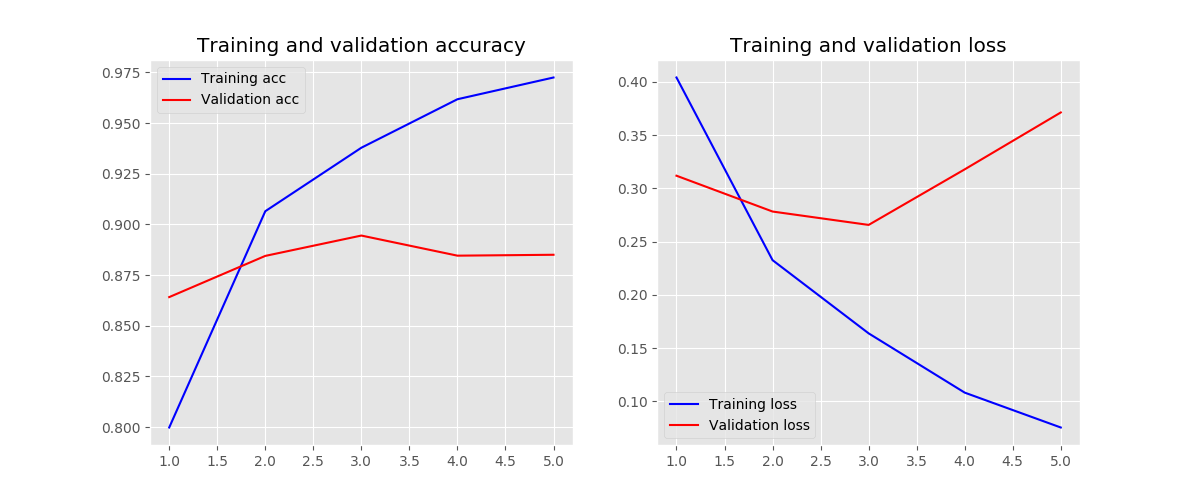 Training and validation accuracy
0.975
0.950
0.925
0.900
0.875
0.850
0.825
0.800
Training acc
Validation acc
1.0 1.5 2.0 2.5 3.0 3.5 4.0 4.5 5.0
Training and validation loss
0.40
0.35
0.30
0.25
0.20
0.15
0.10
Training loss
Validation loss
1.0 1.5 2.0 2.5 3.0 3.5 4.0 4.5 5.0